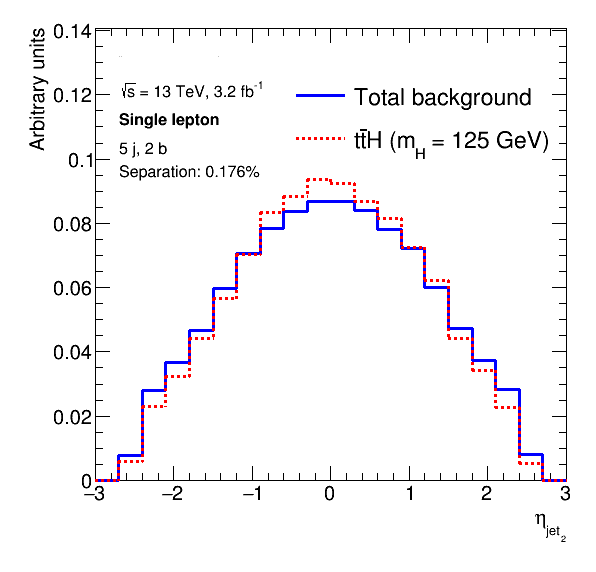 Arbitrary units
0.14
0.12
0.1
0.08
0.06
0.04
0.02
0
√s = 13 TeV, 3.2 fb⁻¹
Single lepton
5 j, 2 b
Separation: 0.176%
Total background
tt̄H (m_H = 125 GeV)
−3 −2 −1 0 1 2 3
η_jet₂